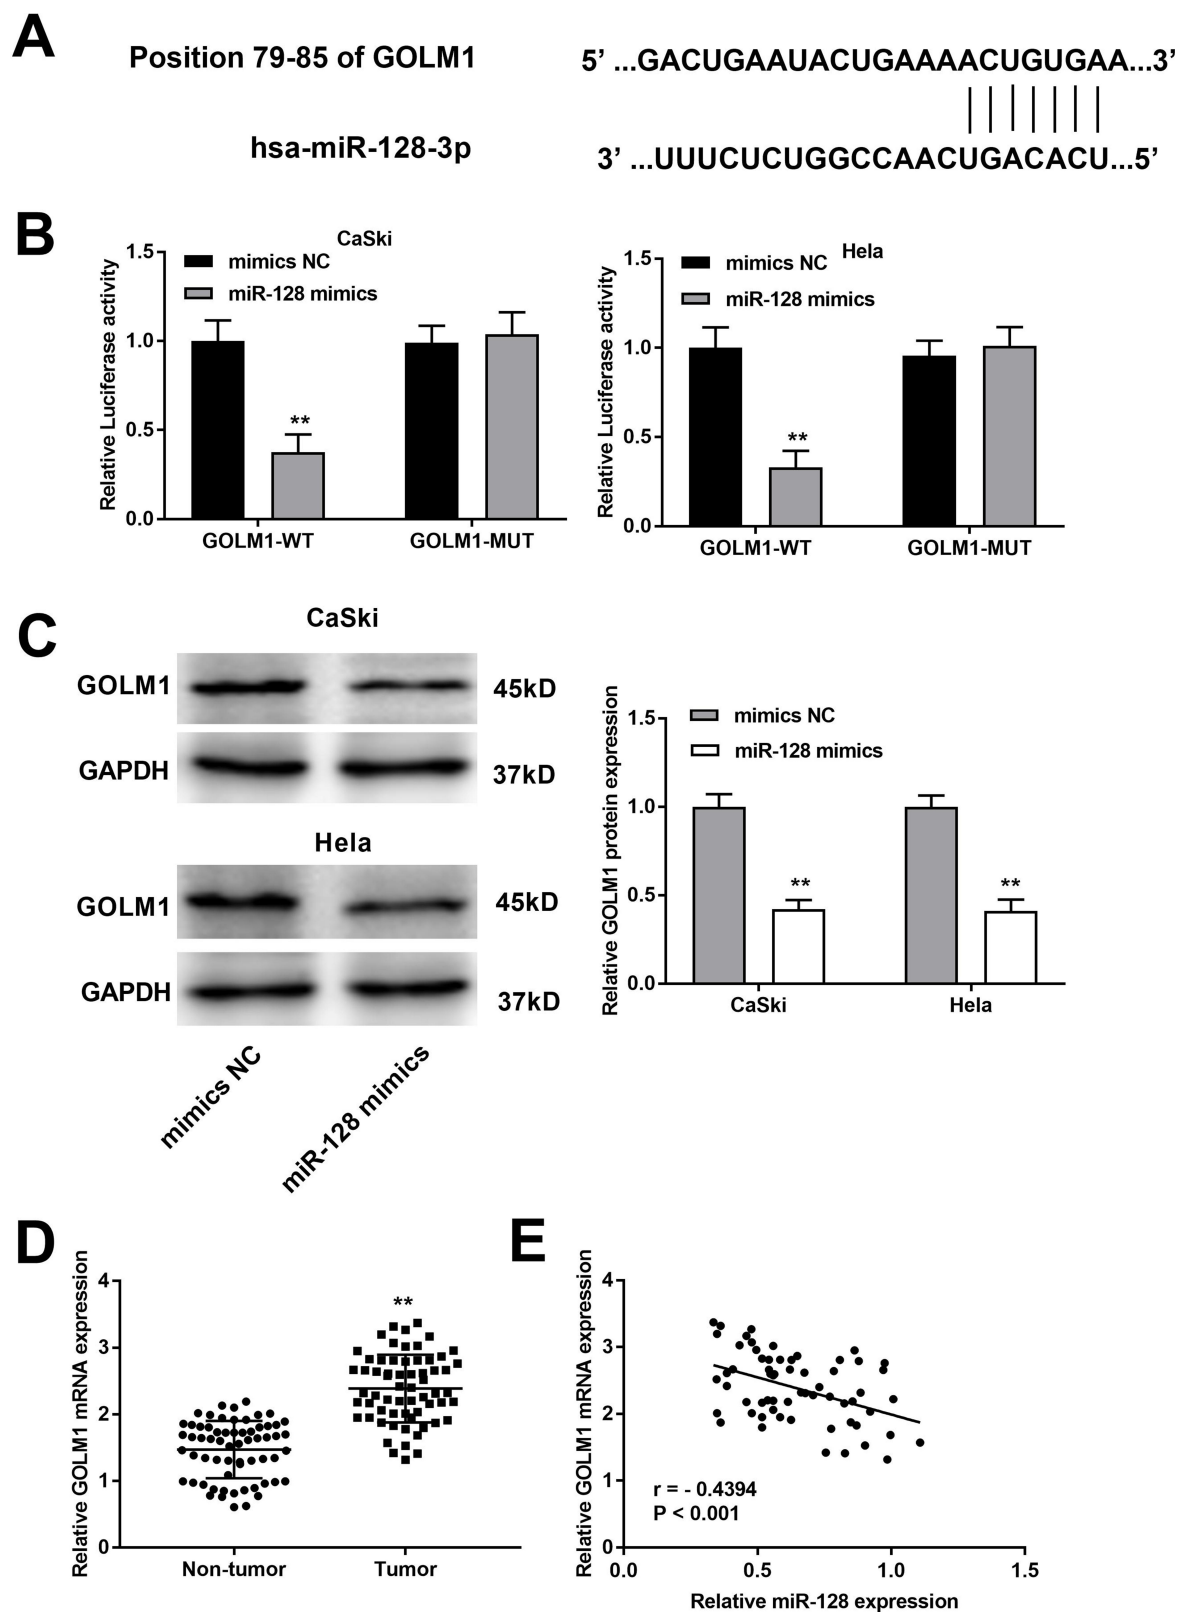 A
Position 79-85 of GOLM1
5’ ...GACUGAAUACUGAAAACUGUGAA...3’
hsa-miR-128-3p
3’ ...UUUCUCUGGCCAACUGACACU...5’
B
CaSki
mimics NC
miR-128 mimics
Relative Luciferase activity
1.5
1.0
0.5
0.0
**
GOLM1-WT
GOLM1-MUT
Hela
mimics NC
miR-128 mimics
Relative Luciferase activity
1.5
1.0
0.5
0.0
**
GOLM1-WT
GOLM1-MUT
C
CaSki
GOLM1
45kD
GAPDH
37kD
Hela
GOLM1
45kD
GAPDH
37kD
mimics NC
miR-128 mimics
mimics NC
miR-128 mimics
Relative GOLM1 protein expression
1.5
1.0
0.5
0.0
**
**
CaSki
Hela
D
Relative GOLM1 mRNA expression
4
3
2
1
0
**
Non-tumor
Tumor
E
Relative GOLM1 mRNA expression
4
3
2
1
0
r = - 0.4394
P < 0.001
0.0
0.5
1.0
1.5
Relative miR-128 expression